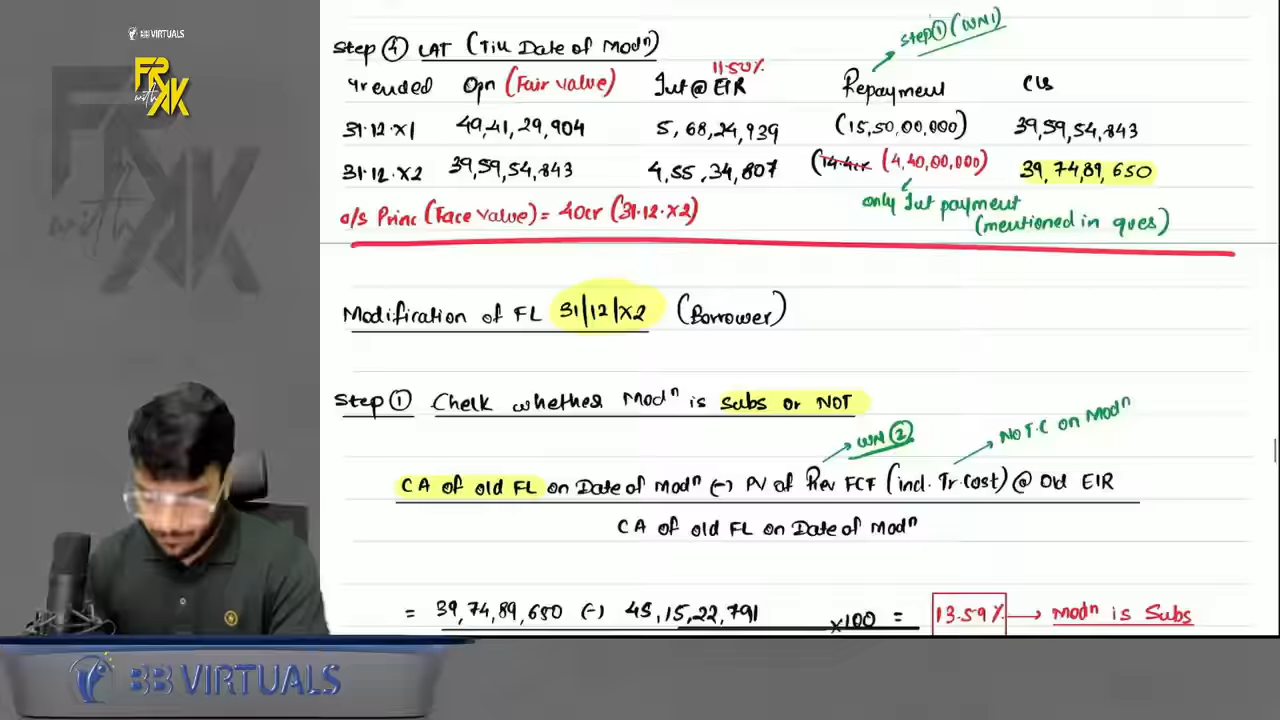 BB VIRTUALS
FR with AK
Step ④ LAT (Till Date of Modⁿ)
Step① (WN1)
11.50%
Yr ended Opn (Fair value) Int @ EIR Repayment Cls
31.12.X1 49,41,29,904 5,68,24,939 (15,50,00,000) 39,59,54,843
31.12.X2 39,59,54,843 4,55,34,807 (14.4cr (4,40,00,000) 39,74,89,650
only Int payment
(mentioned in ques)
o/s Princ (Face Value) = 40cr (31.12.X2)
Modification of FL 31/12/X2 (Borrower)
Step ① Check whether Modⁿ is Subs or NOT
WN ②
No T.C on Modⁿ
CA of old FL on Date of Modⁿ (-) PV of Rev FCF (incl. Tr. Cost) @ Old EIR
CA of old FL on Date of Modⁿ
= 39,74,89,650 (-) 45,15,22,791 ×100 = 13.59% → Modⁿ is Subs
BB VIRTUALS